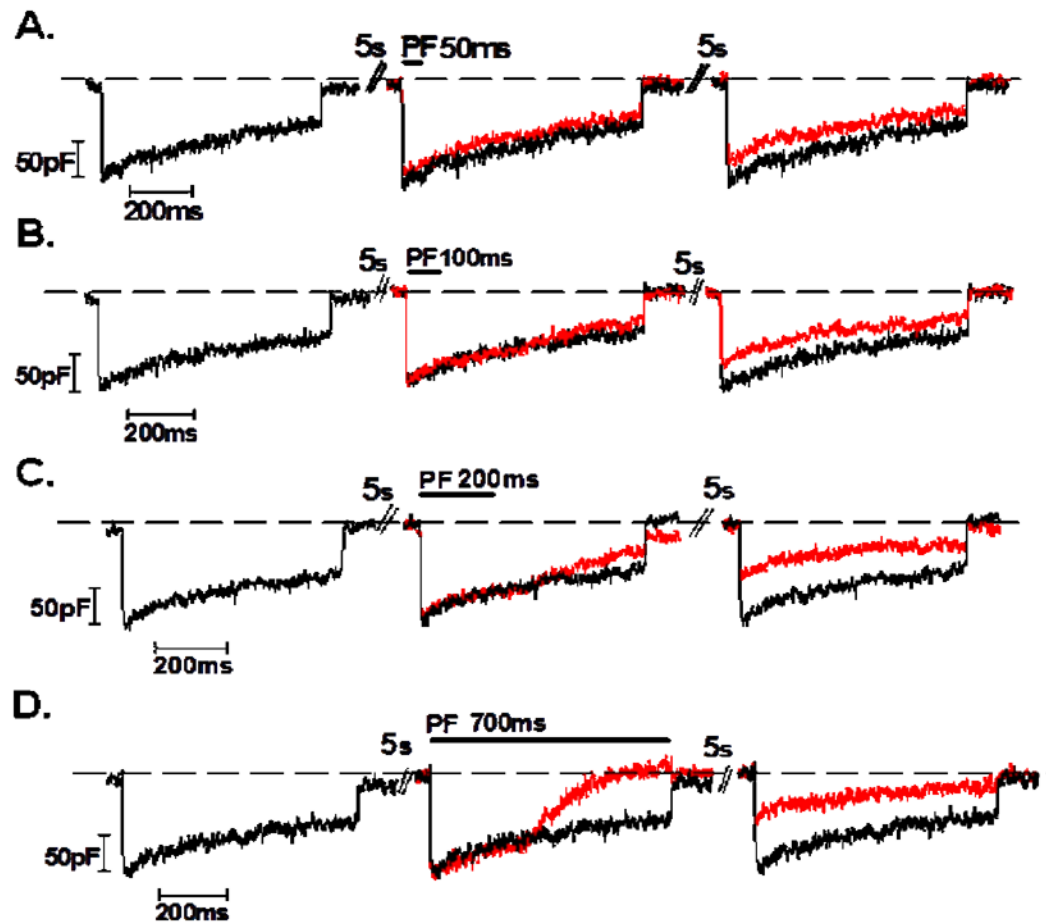 A.
5s PF 50ms 5s
50pF
200ms
B.
5s PF 100ms 5s
50pF
200ms
C.
5s PF 200ms 5s
50pF
200ms
D.
5s PF 700ms 5s
50pF
200ms